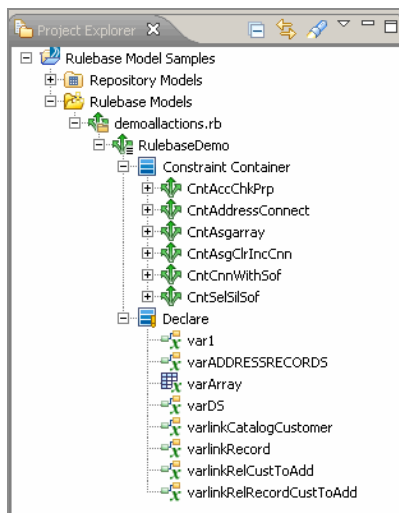 Project Explorer
Rulebase Model Samples
Repository Models
Rulebase Models
demoallactions.rb
RulebaseDemo
Constraint Container
CntAccChkPrp
CntAddressConnect
CntAsgarray
CntAsgClrIncCnn
CntCnnWithSof
CntSelSilSof
Declare
var1
varADDRESSRECORDS
varArray
varDS
varlinkCatalogCustomer
varlinkRecord
varlinkRelCustToAdd
varlinkRelRecordCustToAdd